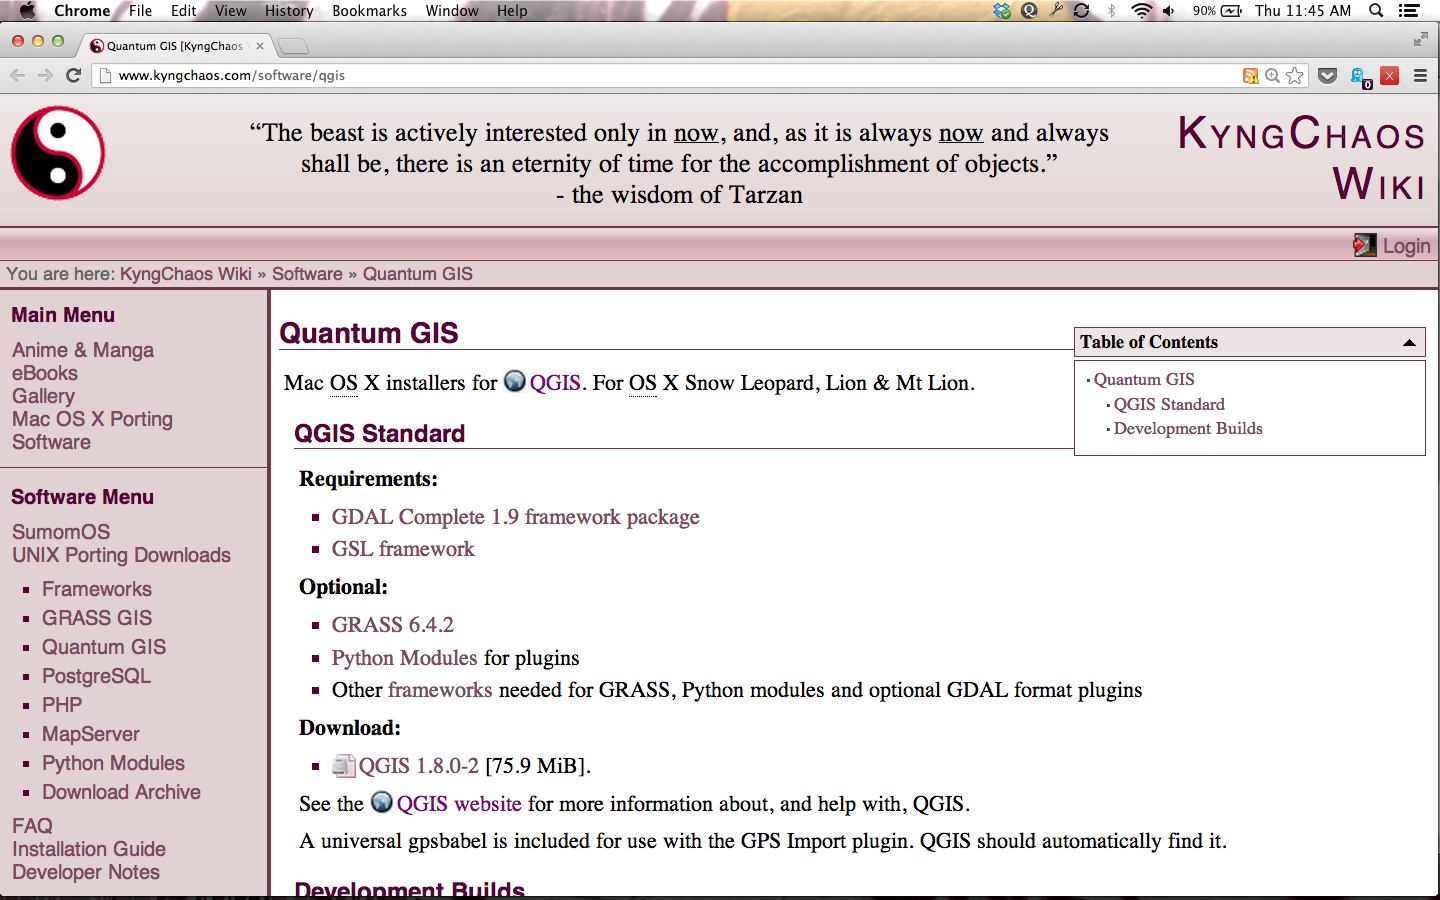 Chrome File Edit View History Bookmarks Window Help 90% Thu 11:45 AM
Quantum GIS [KyngChaos
www.kyngchaos.com/software/qgis
0
“The beast is actively interested only in now, and, as it is always now and always
shall be, there is an eternity of time for the accomplishment of objects.”
- the wisdom of Tarzan
KyngChaos
Wiki
Login
You are here: KyngChaos Wiki » Software » Quantum GIS
Main Menu
Anime & Manga
eBooks
Gallery
Mac OS X Porting
Software
Software Menu
SumomOS
UNIX Porting Downloads
Frameworks
GRASS GIS
Quantum GIS
PostgreSQL
PHP
MapServer
Python Modules
Download Archive
FAQ
Installation Guide
Developer Notes
Quantum GIS
Mac OS X installers for QGIS. For OS X Snow Leopard, Lion & Mt Lion.
QGIS Standard
Requirements:
GDAL Complete 1.9 framework package
GSL framework
Optional:
GRASS 6.4.2
Python Modules for plugins
Other frameworks needed for GRASS, Python modules and optional GDAL format plugins
Download:
QGIS 1.8.0-2 [75.9 MiB].
See the QGIS website for more information about, and help with, QGIS.
A universal gpsbabel is included for use with the GPS Import plugin. QGIS should automatically find it.
Development Builds
Table of Contents
Quantum GIS
QGIS Standard
Development Builds